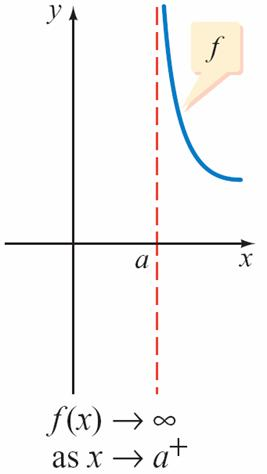 y
f
a
x
f(x) → ∞
as x → a⁺